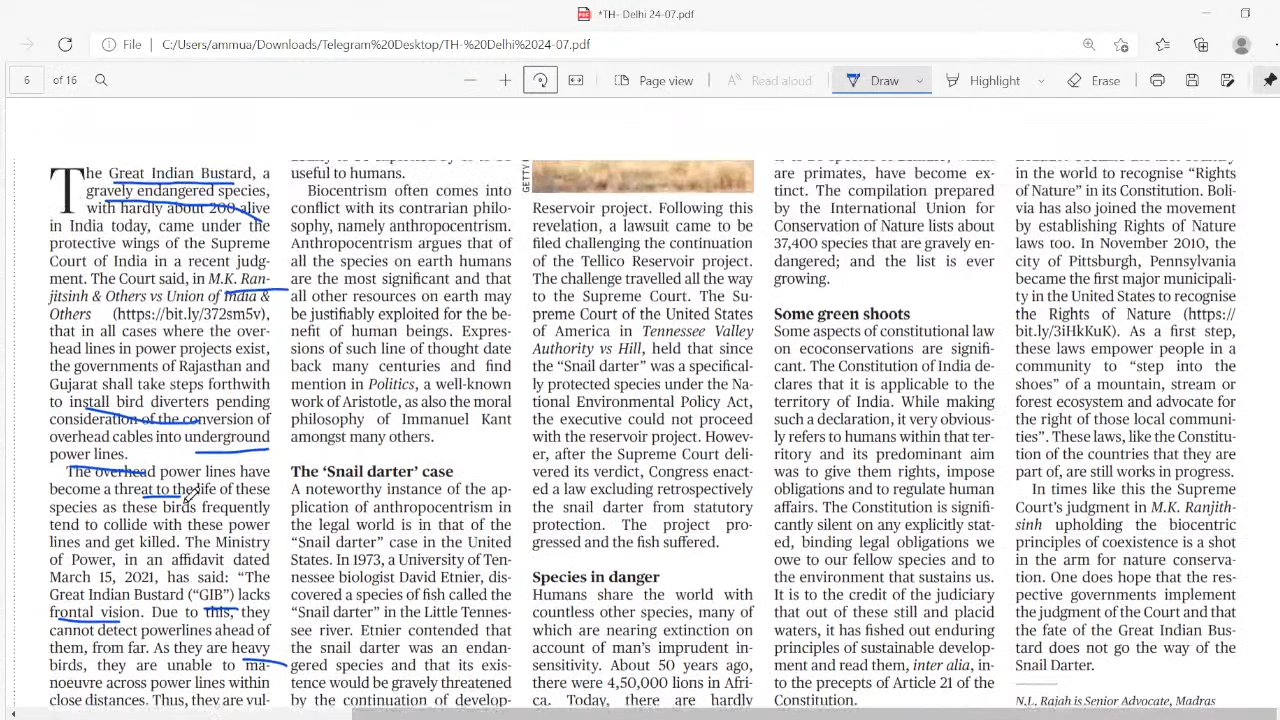 *TH- Delhi 24-07.pdf
File | C:/Users/ammua/Downloads/Telegram%20Desktop/TH-%20Delhi%2024-07.pdf
6 of 16
Page view
Read aloud
Draw
Highlight
Erase
The Great Indian Bustard, a
gravely endangered species,
with hardly about 200 alive
in India today, came under the
protective wings of the Supreme
Court of India in a recent judg-
ment. The Court said, in M.K. Ran-
jitsinh & Others vs Union of India &
Others (https://bit.ly/372sm5v),
that in all cases where the over-
head lines in power projects exist,
the governments of Rajasthan and
Gujarat shall take steps forthwith
to install bird diverters pending
consideration of the conversion of
overhead cables into underground
power lines.
The overhead power lines have
become a threat to the life of these
species as these birds frequently
tend to collide with these power
lines and get killed. The Ministry
of Power, in an affidavit dated
March 15, 2021, has said: “The
Great Indian Bustard (“GIB”) lacks
frontal vision. Due to this, they
cannot detect powerlines ahead of
them, from far. As they are heavy
birds, they are unable to ma-
noeuvre across power lines within
close distances. Thus, they are vul-
useful to humans.
Biocentrism often comes into
conflict with its contrarian philo-
sophy, namely anthropocentrism.
Anthropocentrism argues that of
all the species on earth humans
are the most significant and that
all other resources on earth may
be justifiably exploited for the be-
nefit of human beings. Expres-
sions of such line of thought date
back many centuries and find
mention in Politics, a well-known
work of Aristotle, as also the moral
philosophy of Immanuel Kant
amongst many others.
The ‘Snail darter’ case
A noteworthy instance of the ap-
plication of anthropocentrism in
the legal world is in that of the
“Snail darter” case in the United
States. In 1973, a University of Ten-
nessee biologist David Etnier, dis-
covered a species of fish called the
“Snail darter” in the Little Tennes-
see river. Etnier contended that
the snail darter was an endan-
gered species and that its exis-
tence would be gravely threatened
by the continuation of develop-
GETTY
Reservoir project. Following this
revelation, a lawsuit came to be
filed challenging the continuation
of the Tellico Reservoir project.
The challenge travelled all the way
to the Supreme Court. The Su-
preme Court of the United States
of America in Tennessee Valley
Authority vs Hill, held that since
the “Snail darter” was a specifical-
ly protected species under the Na-
tional Environmental Policy Act,
the executive could not proceed
with the reservoir project. Howev-
er, after the Supreme Court deli-
vered its verdict, Congress enact-
ed a law excluding retrospectively
the snail darter from statutory
protection. The project pro-
gressed and the fish suffered.
Species in danger
Humans share the world with
countless other species, many of
which are nearing extinction on
account of man’s imprudent in-
sensitivity. About 50 years ago,
there were 4,50,000 lions in Afri-
ca. Today, there are hardly
are primates, have become ex-
tinct. The compilation prepared
by the International Union for
Conservation of Nature lists about
37,400 species that are gravely en-
dangered; and the list is ever
growing.
Some green shoots
Some aspects of constitutional law
on ecoconservations are signifi-
cant. The Constitution of India de-
clares that it is applicable to the
territory of India. While making
such a declaration, it very obvious-
ly refers to humans within that ter-
ritory and its predominant aim
was to give them rights, impose
obligations and to regulate human
affairs. The Constitution is signifi-
cantly silent on any explicitly stat-
ed, binding legal obligations we
owe to our fellow species and to
the environment that sustains us.
It is to the credit of the judiciary
that out of these still and placid
waters, it has fished out enduring
principles of sustainable develop-
ment and read them, inter alia, in-
to the precepts of Article 21 of the
Constitution.
in the world to recognise “Rights
of Nature” in its Constitution. Boli-
via has also joined the movement
by establishing Rights of Nature
laws too. In November 2010, the
city of Pittsburgh, Pennsylvania
became the first major municipali-
ty in the United States to recognise
the Rights of Nature (https://
bit.ly/3iHkKuK). As a first step,
these laws empower people in a
community to “step into the
shoes” of a mountain, stream or
forest ecosystem and advocate for
the right of those local communi-
ties”. These laws, like the Constitu-
tion of the countries that they are
part of, are still works in progress.
In times like this the Supreme
Court’s judgment in M.K. Ranjith-
sinh upholding the biocentric
principles of coexistence is a shot
in the arm for nature conserva-
tion. One does hope that the res-
pective governments implement
the judgment of the Court and that
the fate of the Great Indian Bus-
tard does not go the way of the
Snail Darter.
N.L. Rajah is Senior Advocate, Madras